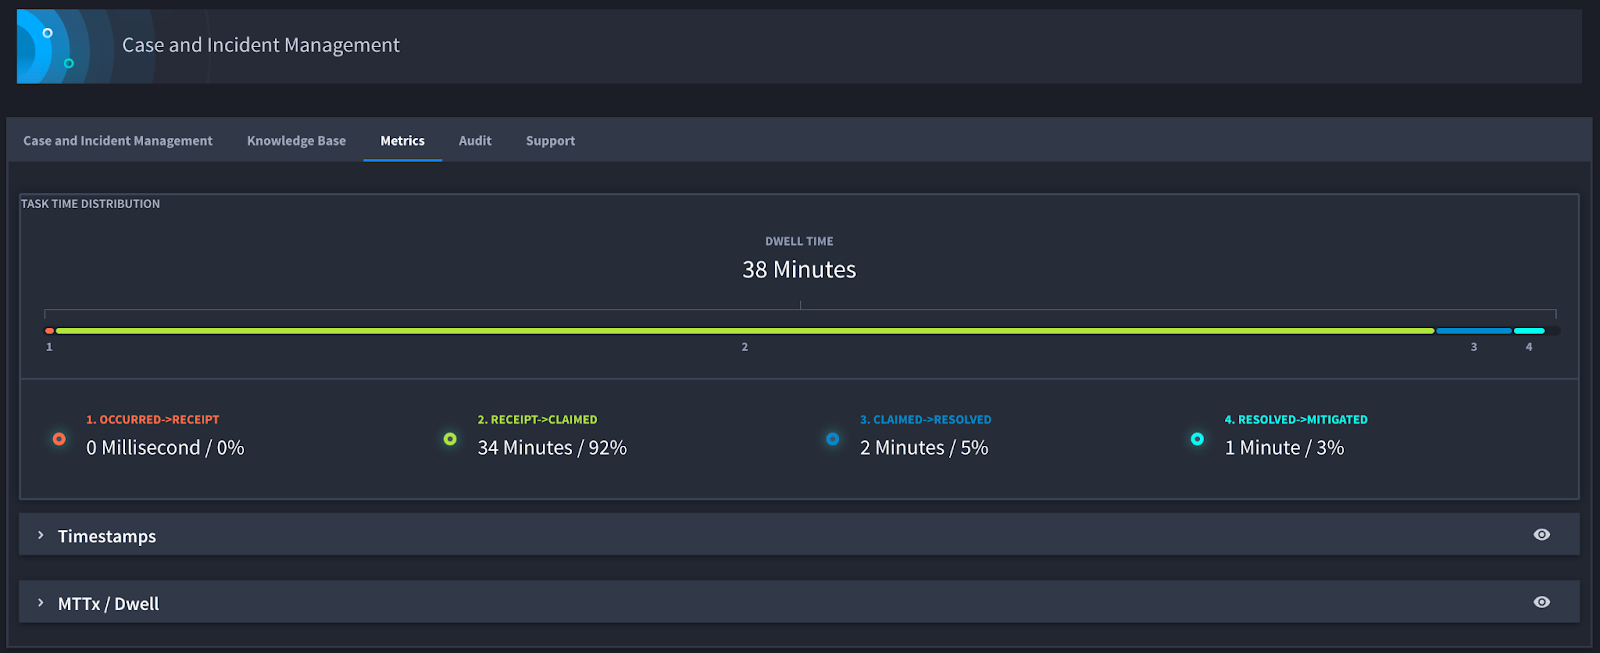 Case and Incident Management
Case and Incident Management Knowledge Base Metrics Audit Support
TASK TIME DISTRIBUTION
DWELL TIME
38 Minutes
1 2 3 4
1. OCCURRED->RECEIPT 2. RECEIPT->CLAIMED 3. CLAIMED->RESOLVED 4. RESOLVED->MITIGATED
0 Millisecond / 0% 34 Minutes / 92% 2 Minutes / 5% 1 Minute / 3%
Timestamps
MTTx / Dwell